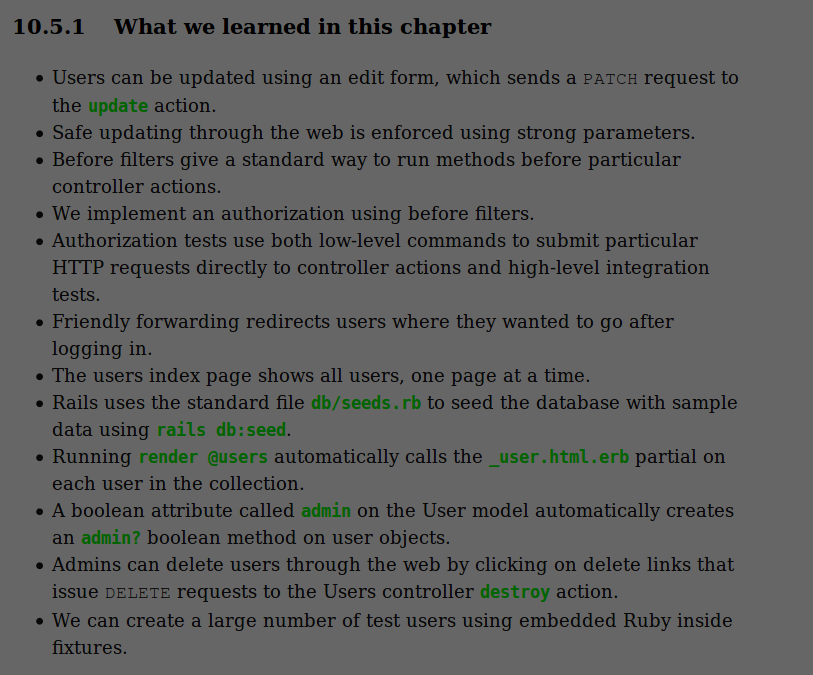 10.5.1 What we learned in this chapter
• Users can be updated using an edit form, which sends a PATCH request to
the update action.
• Safe updating through the web is enforced using strong parameters.
• Before filters give a standard way to run methods before particular
controller actions.
• We implement an authorization using before filters.
• Authorization tests use both low-level commands to submit particular
HTTP requests directly to controller actions and high-level integration
tests.
• Friendly forwarding redirects users where they wanted to go after
logging in.
• The users index page shows all users, one page at a time.
• Rails uses the standard file db/seeds.rb to seed the database with sample
data using rails db:seed.
• Running render @users automatically calls the _user.html.erb partial on
each user in the collection.
• A boolean attribute called admin on the User model automatically creates
an admin? boolean method on user objects.
• Admins can delete users through the web by clicking on delete links that
issue DELETE requests to the Users controller destroy action.
• We can create a large number of test users using embedded Ruby inside
fixtures.